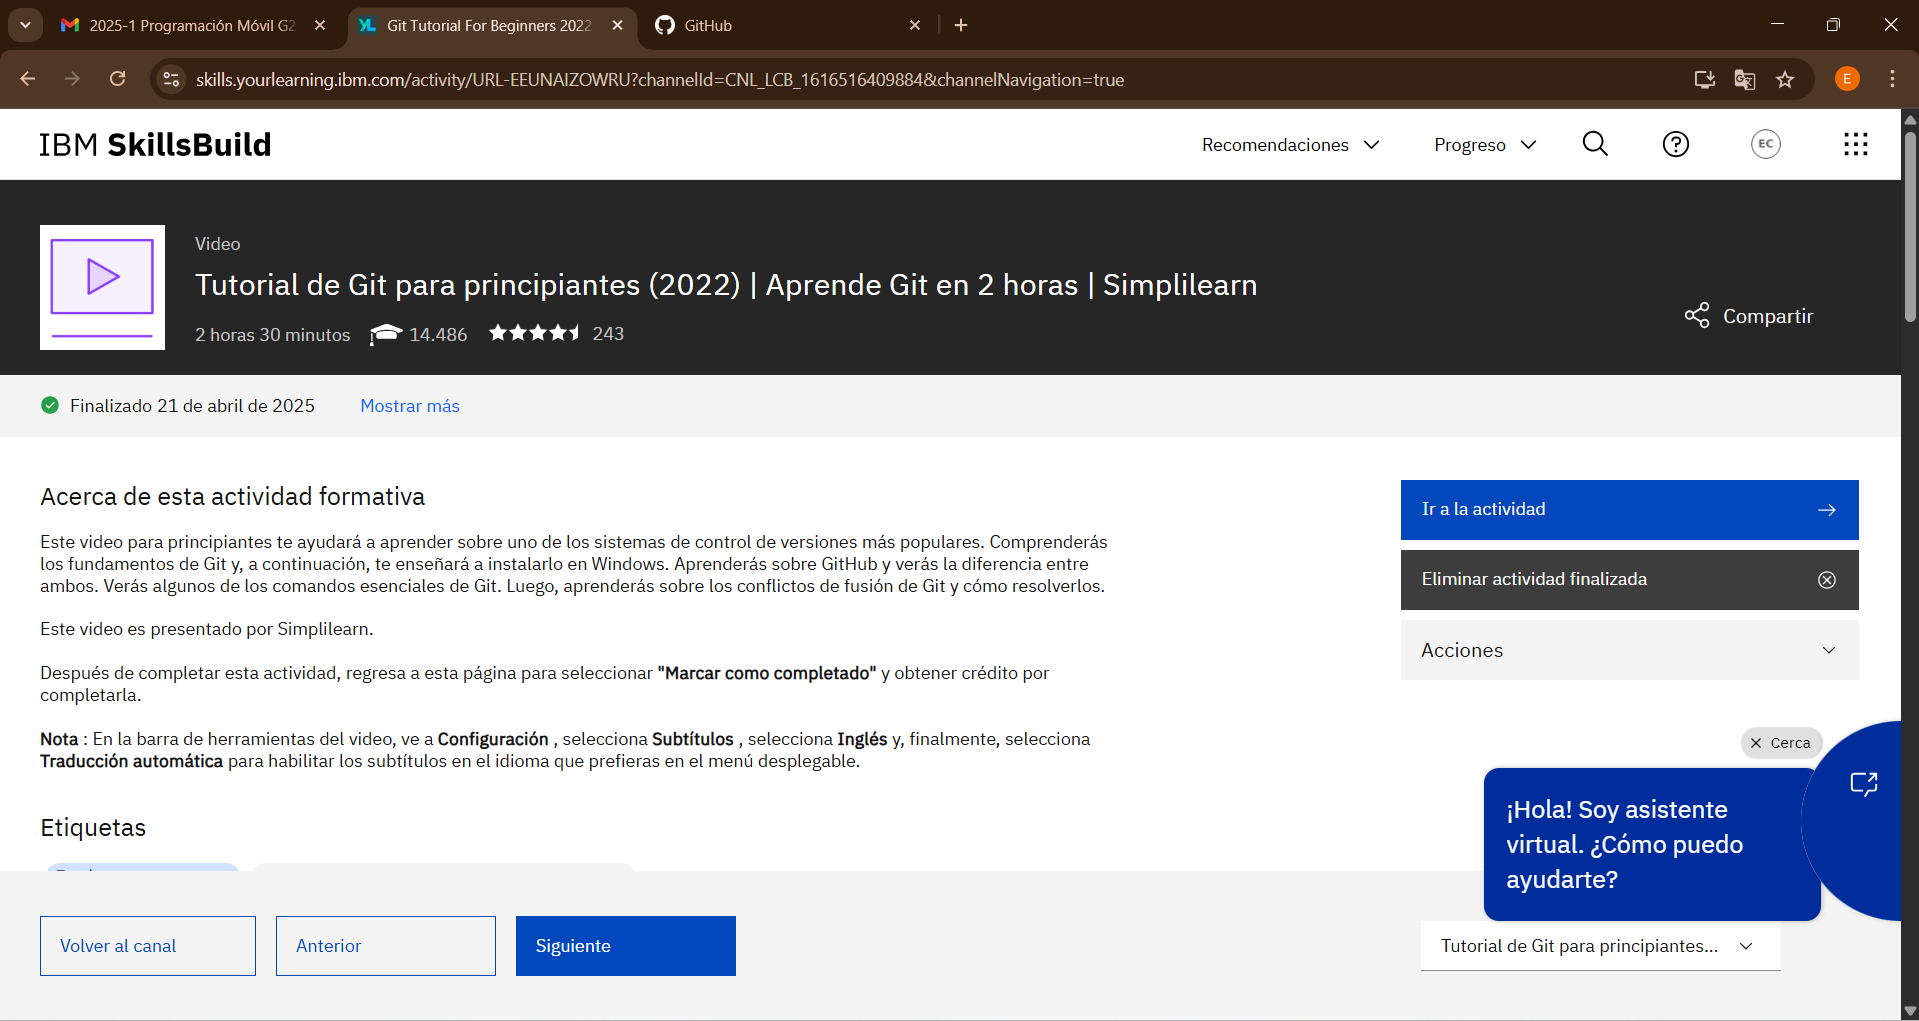 2025-1 Programación Móvil G2
Git Tutorial For Beginners 2022
GitHub
skills.yourlearning.ibm.com/activity/URL-EEUNAIZOWRU?channelId=CNL_LCB_1616516409884&channelNavigation=true
E
IBM SkillsBuild
Recomendaciones
Progreso
EC
Video
Tutorial de Git para principiantes (2022) | Aprende Git en 2 horas | Simplilearn
2 horas 30 minutos 14.486 243
Compartir
Finalizado 21 de abril de 2025
Mostrar más
Acerca de esta actividad formativa
Este video para principiantes te ayudará a aprender sobre uno de los sistemas de control de versiones más populares. Comprenderás
los fundamentos de Git y, a continuación, te enseñará a instalarlo en Windows. Aprenderás sobre GitHub y verás la diferencia entre
ambos. Verás algunos de los comandos esenciales de Git. Luego, aprenderás sobre los conflictos de fusión de Git y cómo resolverlos.
Este video es presentado por Simplilearn.
Después de completar esta actividad, regresa a esta página para seleccionar "Marcar como completado" y obtener crédito por
completarla.
Nota : En la barra de herramientas del video, ve a Configuración , selecciona Subtítulos , selecciona Inglés y, finalmente, selecciona
Traducción automática para habilitar los subtítulos en el idioma que prefieras en el menú desplegable.
Etiquetas
Ir a la actividad
Eliminar actividad finalizada
Acciones
Cerca
¡Hola! Soy asistente
virtual. ¿Cómo puedo
ayudarte?
Volver al canal
Anterior
Siguiente
Tutorial de Git para principiantes...